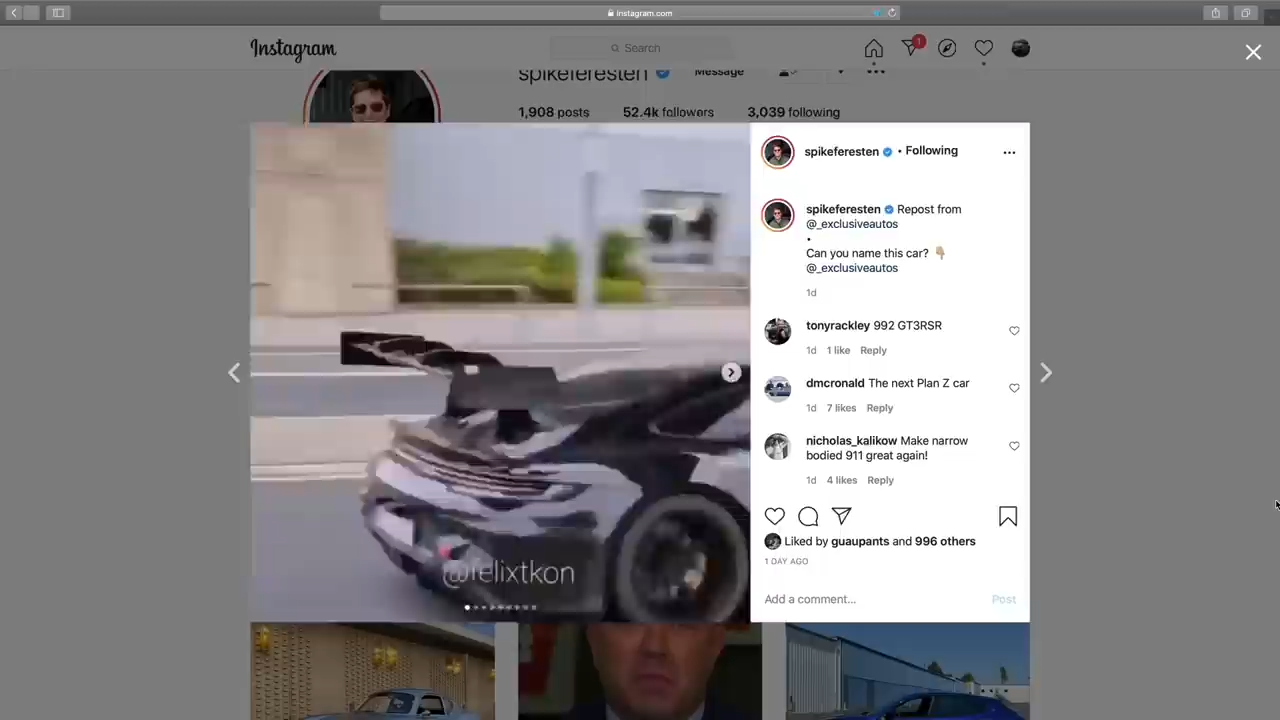 instagram.com
Instagram
Search
1
spikeferesten
Message
1,908 posts 52.4k followers 3,039 following
spikeferesten • Following
spikeferesten Repost from
@_exclusiveautos
•
Can you name this car?
@_exclusiveautos
1d
tonyrackley 992 GT3RSR
1d 1 like Reply
dmcronald The next Plan Z car
1d 7 likes Reply
nicholas_kalikow Make narrow
bodied 911 great again!
1d 4 likes Reply
Liked by guaupants and 996 others
1 DAY AGO
Add a comment... Post
@felixtkon